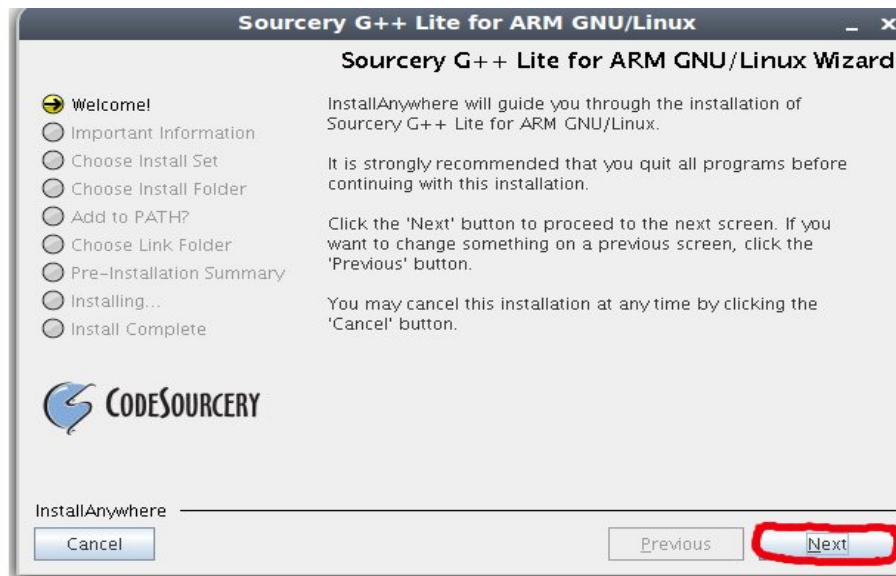 Sourcery G++ Lite for ARM GNU/Linux
Sourcery G++ Lite for ARM GNU/Linux Wizard
Welcome!
Important Information
Choose Install Set
Choose Install Folder
Add to PATH?
Choose Link Folder
Pre-Installation Summary
Installing...
Install Complete
InstallAnywhere will guide you through the installation of
Sourcery G++ Lite for ARM GNU/Linux.
It is strongly recommended that you quit all programs before
continuing with this installation.
Click the 'Next' button to proceed to the next screen. If you
want to change something on a previous screen, click the
'Previous' button.
You may cancel this installation at any time by clicking the
'Cancel' button.
CODESOURCERY
InstallAnywhere
Cancel
Previous
Next